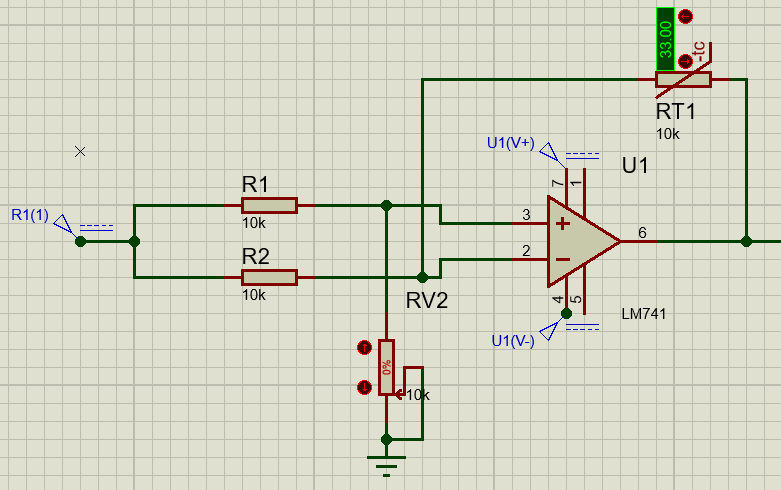 33.00
-tc
RT1
10k
U1(V+)
U1
7
1
R1
10k
R1(1)
3
6
R2
10k
2
RV2
4
5
LM741
U1(V-)
0%
10k